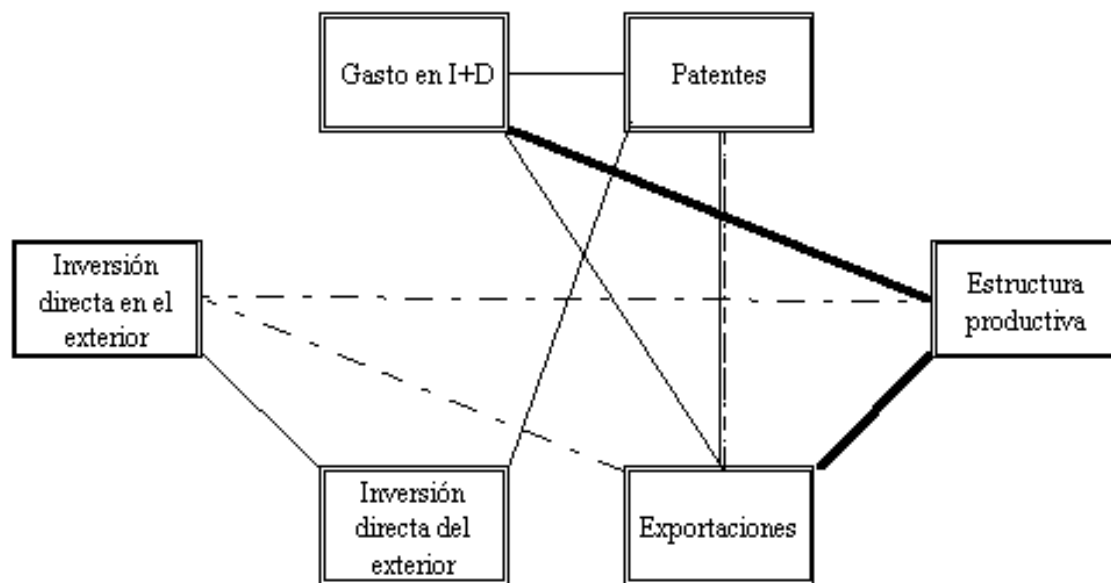 Gasto en I+D
Patentes
Inversión
directa en el
exterior
Estructura
productiva
Inversión
directa del
exterior
Exportaciones